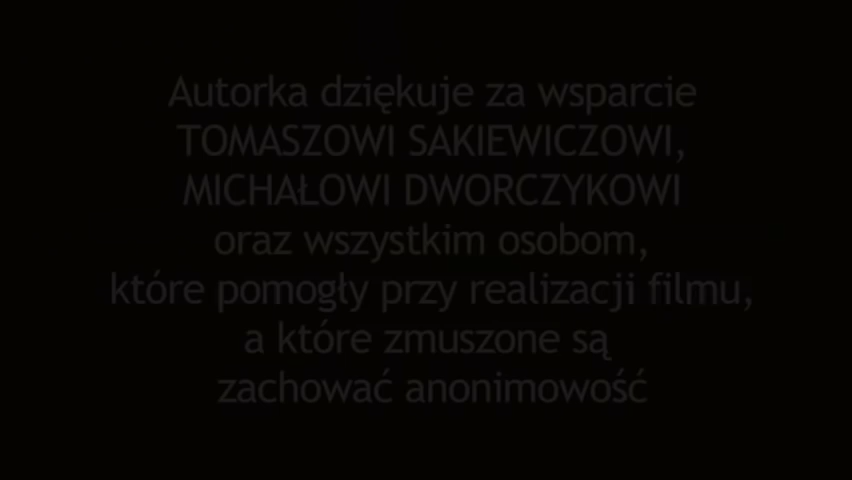 Autorka dziękuje za wsparcie
TOMASZOWI SAKIEWICZOWI,
MICHAŁOWI DWORCZYKOWI
oraz wszystkim osobom,
które pomogły przy realizacji filmu,
a które zmuszone są
zachować anonimowość